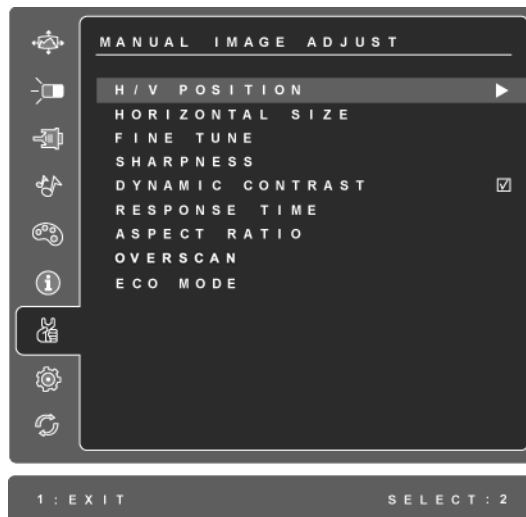 MANUAL IMAGE ADJUST
H/V POSITION
HORIZONTAL SIZE
FINE TUNE
SHARPNESS
DYNAMIC CONTRAST
RESPONSE TIME
ASPECT RATIO
OVERSCAN
ECO MODE
1:EXIT SELECT:2